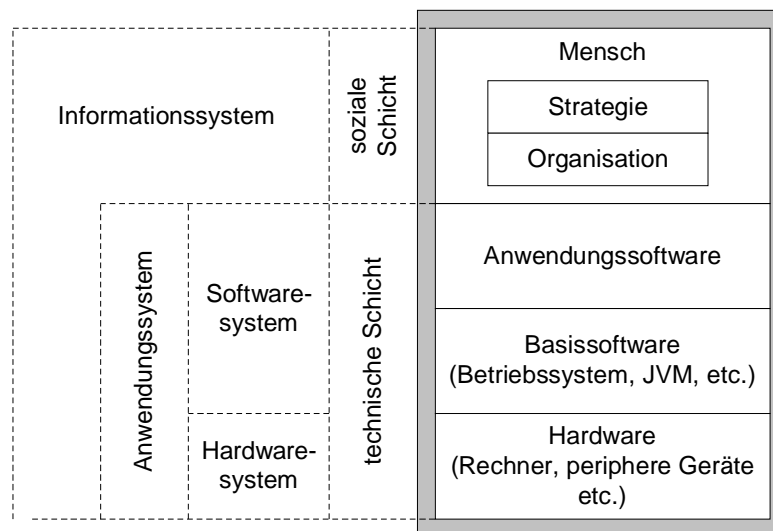 Informationssystem
soziale
Schicht
Mensch
Strategie
Organisation
Anwendungssystem
Software-
system
Hardware-
system
technische Schicht
Anwendungssoftware
Basissoftware
(Betriebssystem, JVM, etc.)
Hardware
(Rechner, periphere Geräte
etc.)